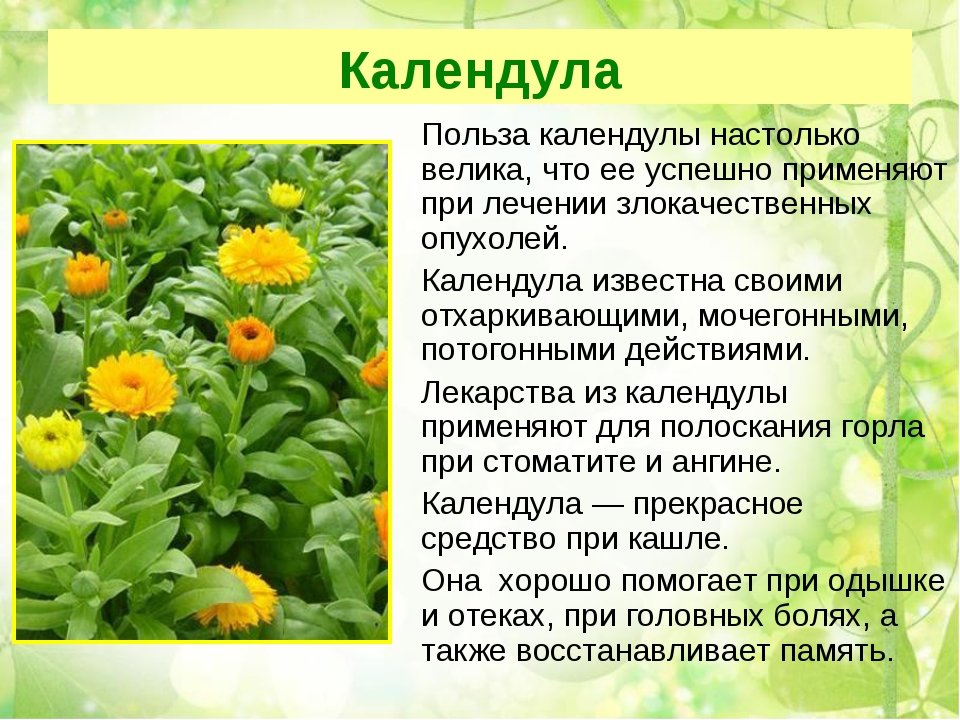 Календула
Польза календулы настолько
велика, что ее успешно применяют
при лечении злокачественных
опухолей.
Календула известна своими
отхаркивающими, мочегонными,
потогонными действиями.
Лекарства из календулы
применяют для полоскания горла
при стоматите и ангине.
Календула — прекрасное
средство при кашле.
Она  хорошо помогает при одышке
и отеках, при головных болях, а
также восстанавливает память.